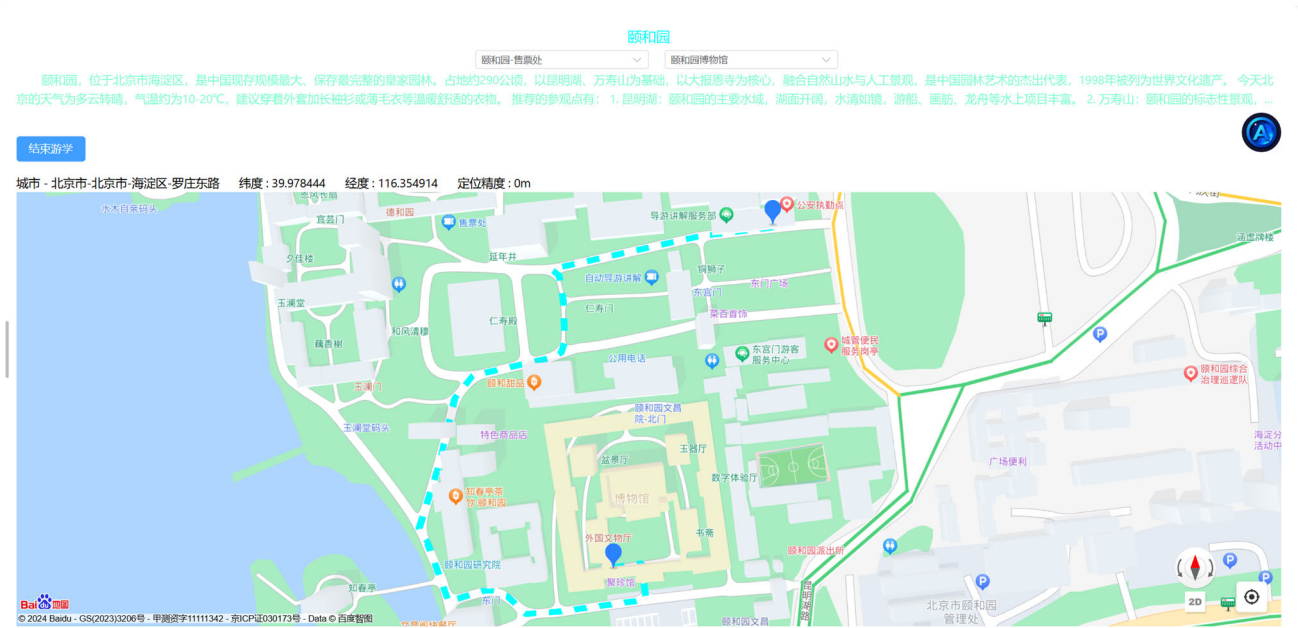 颐和园
颐和园-售票处
颐和园博物馆
颐和园，位于北京市海淀区，是中国现存规模最大、保存最完整的皇家园林。占地约290公顷，以昆明湖、万寿山为基础，以大报恩寺为核心，融合自然山水与人工景观，是中国园林艺术的杰出代表，1998年被列为世界文化遗产。 今天北
京的天气为多云转晴，气温约为10-20℃，建议穿着外套加长袖衫或薄毛衣等温暖舒适的衣物。 推荐的参观点有： 1. 昆明湖：颐和园的主要水域，湖面开阔，水清如镜，游船、画舫、龙舟等水上项目丰富。 2. 万寿山：颐和园的标志性景观，...
结束游学
城市 - 北京市-北京市-海淀区-罗庄东路 纬度 : 39.978444 经度 : 116.354914 定位精度 : 0m
水木自亲码头
宜芸门
德和园
售票处
导游讲解服务部
公安执勤点
涵虚牌楼
夕佳楼
延年井
铜狮子
自动导游讲解
东宫门
东门广场
玉澜堂
仁寿殿
仁寿门
菜百首饰
和风清穆
藕香榭
公用电话
东宫门游客
服务中心
城管便民
服务岗亭
玉澜门
颐和甜品
颐和园综合
治理巡逻队
颐和园文昌
院-北门
玉澜堂码头
特色商品店
海淀分
活动中
玉器厅
盆景厅
广场便利
数字体验厅
知春亭茶
饮·颐和园
博物馆
外国文物厅
书斋
颐和园派出所
颐和园研究院
聚珍馆
知春亭
东门
昆明湖路
北京市颐和园
管理处
颐和园文昌
2D
Bai 地图
© 2024 Baidu - GS(2023)3206号 - 甲测资字11111342 - 京ICP证030173号 - Data © 百度智图